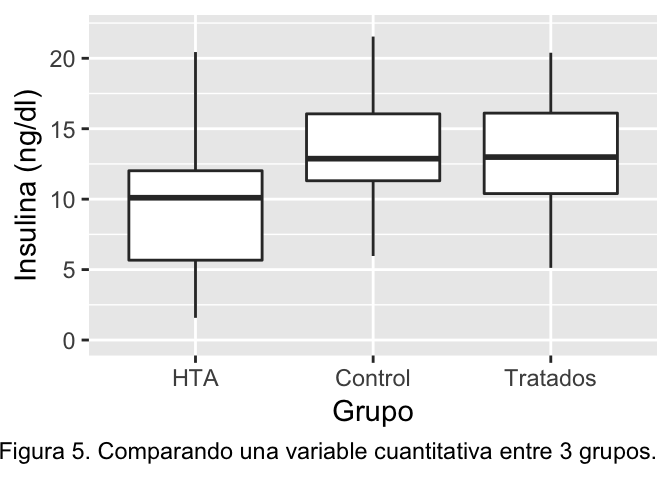 Insulina (ng/dl)
20
15
10
5
0
HTA Control Tratados
Grupo
Figura 5. Comparando una variable cuantitativa entre 3 grupos.